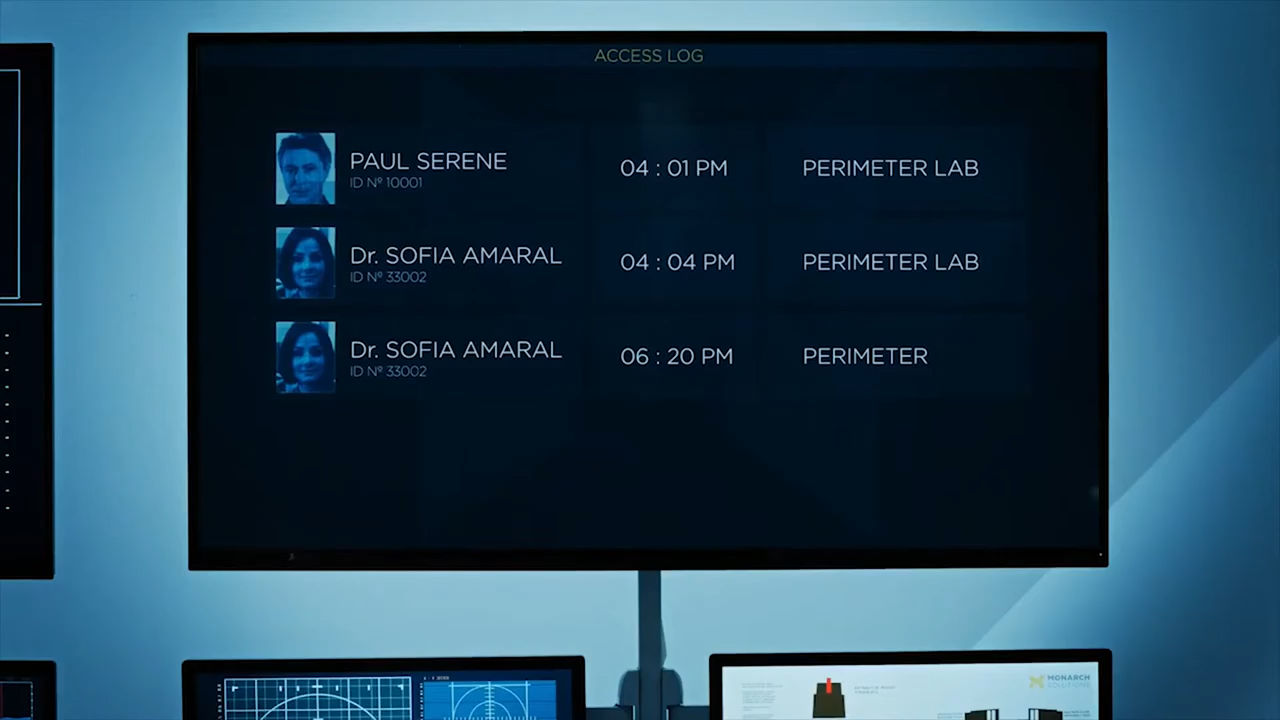 ACCESS LOG
PAUL SERENE
ID Nº 10001
04 : 01 PM
PERIMETER LAB
Dr. SOFIA AMARAL
ID Nº 33002
04 : 04 PM
PERIMETER LAB
Dr. SOFIA AMARAL
ID Nº 33002
06 : 20 PM
PERIMETER
MONARCH
SOLUTIONS